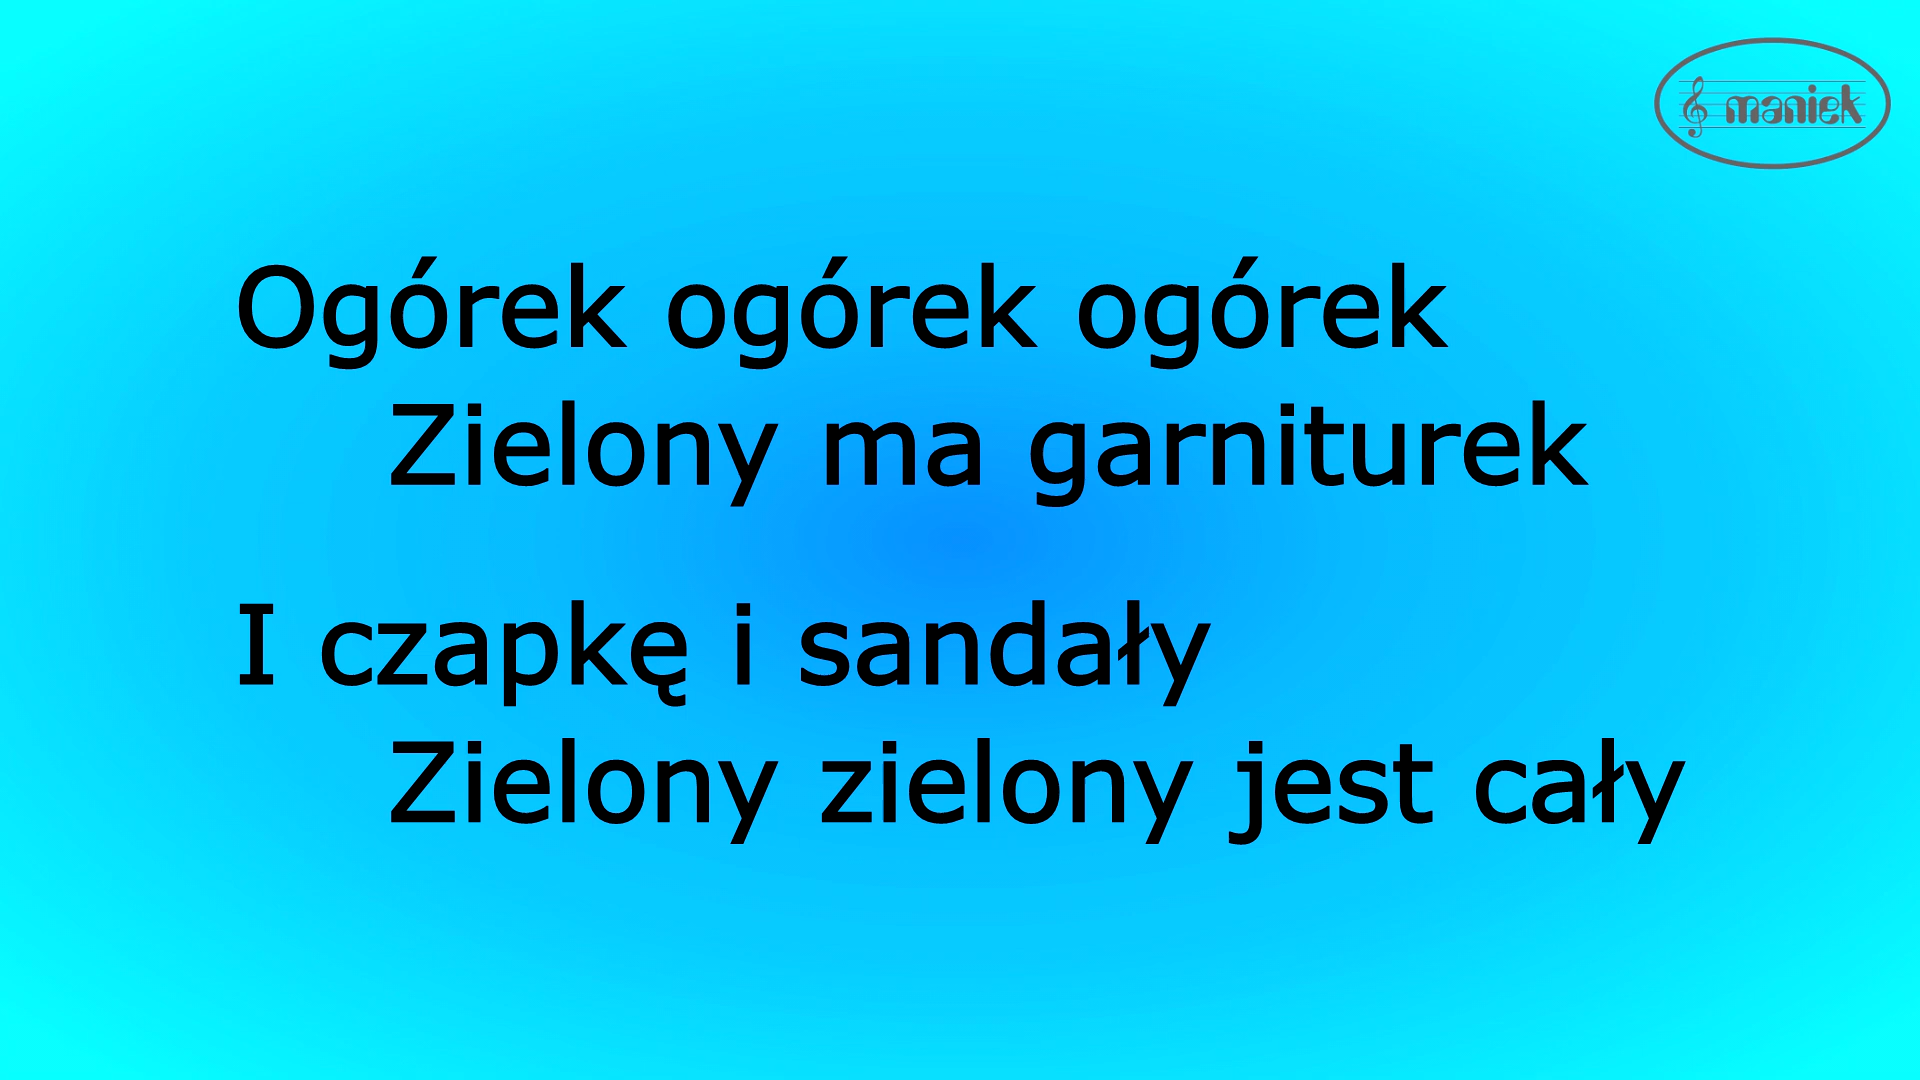 maniek
Ogórek ogórek ogórek
Zielony ma garniturek
I czapkę i sandały
Zielony zielony jest cały